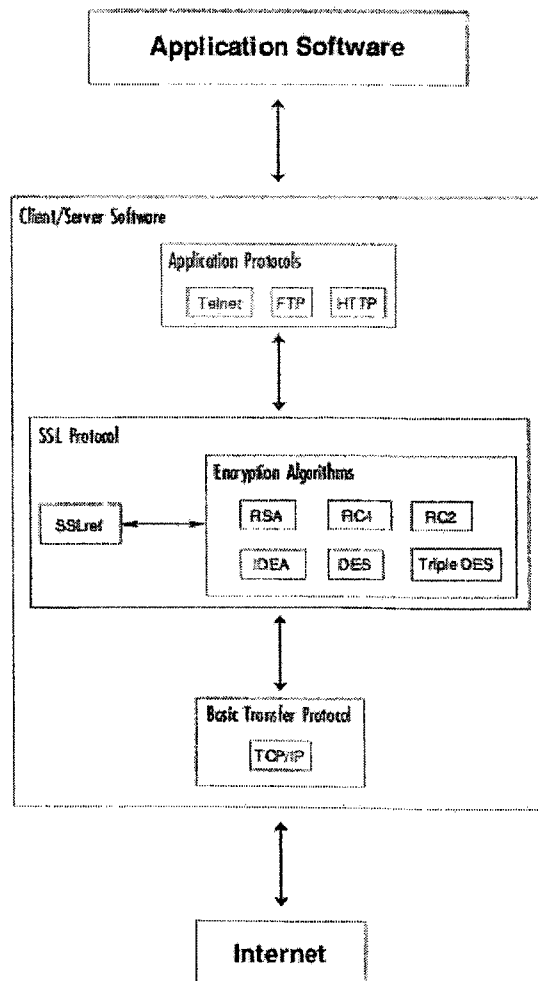 Application Software
Client/Server Software
Application Protocols
Telnet FTP HTTP
SSL Protocol
Encryption Algorithms
SSLref
RSA RC4 RC2
IDEA DES Triple DES
Basic Transfer Protocol
TCP/IP
Internet